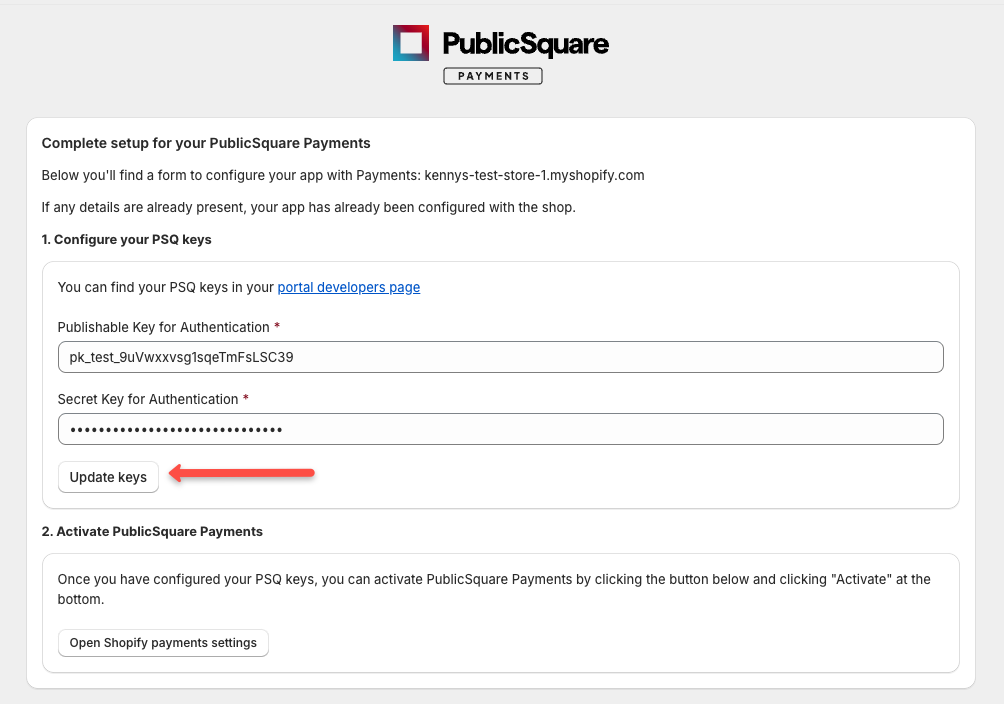 PublicSquare
PAYMENTS
Complete setup for your PublicSquare Payments
Below you'll find a form to configure your app with Payments: kennys-test-store-1.myshopify.com
If any details are already present, your app has already been configured with the shop.
1. Configure your PSQ keys
You can find your PSQ keys in your portal developers page
Publishable Key for Authentication *
pk_test_9uVwxxvsg1sqeTmFsLSC39
Secret Key for Authentication *
••••••••••••••••••••••••••••••
Update keys
2. Activate PublicSquare Payments
Once you have configured your PSQ keys, you can activate PublicSquare Payments by clicking the button below and clicking "Activate" at the
bottom.
Open Shopify payments settings